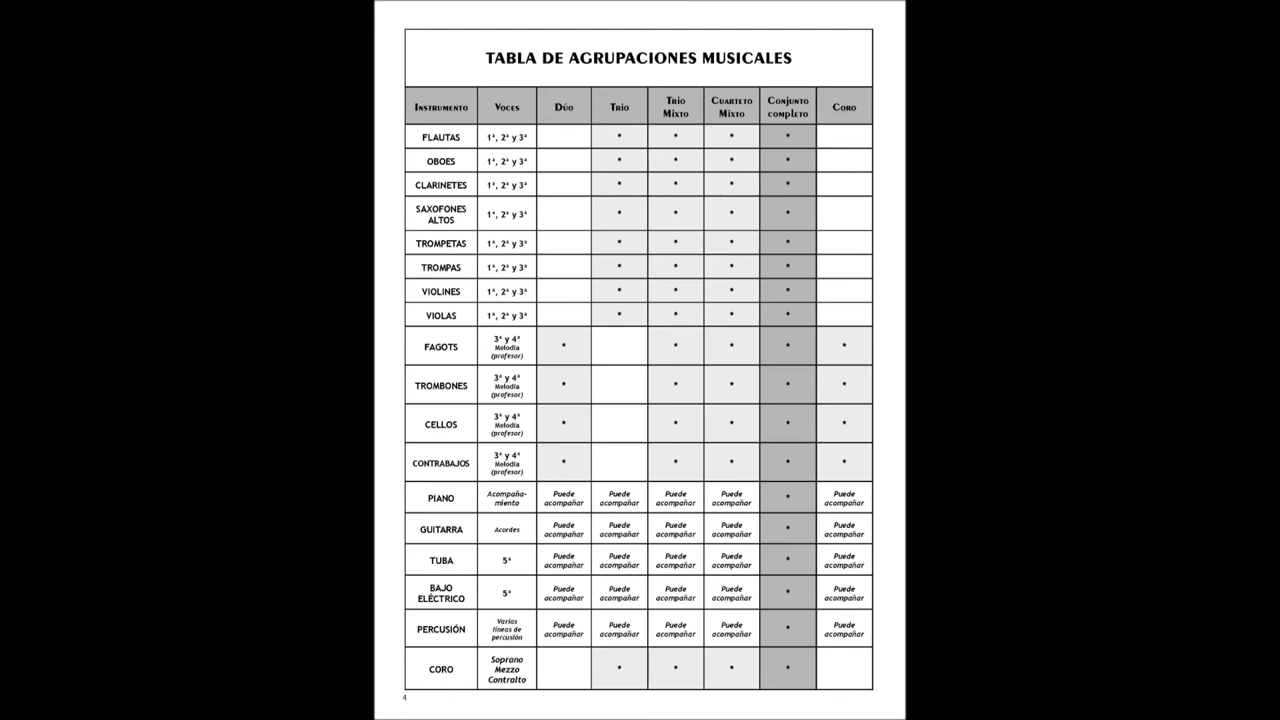 TABLA DE AGRUPACIONES MUSICALES
Instrumento Voces Dúo Trío Trío Mixto Cuarteto Mixto Conjunto completo Coro
FLAUTAS 1ª, 2ª y 3ª * * * *
OBOES 1ª, 2ª y 3ª * * * *
CLARINETES 1ª, 2ª y 3ª * * * *
SAXOFONES ALTOS 1ª, 2ª y 3ª * * * *
TROMPETAS 1ª, 2ª y 3ª * * * *
TROMPAS 1ª, 2ª y 3ª * * * *
VIOLINES 1ª, 2ª y 3ª * * * *
VIOLAS 1ª, 2ª y 3ª * * * *
FAGOTS 3ª y 4ª Melodía (profesor) * * * * *
TROMBONES 3ª y 4ª Melodía (profesor) * * * * *
CELLOS 3ª y 4ª Melodía (profesor) * * * * *
CONTRABAJOS 3ª y 4ª Melodía (profesor) * * * * *
PIANO Acompaña-miento Puede acompañar Puede acompañar Puede acompañar Puede acompañar * Puede acompañar
GUITARRA Acordes Puede acompañar Puede acompañar Puede acompañar Puede acompañar * Puede acompañar
TUBA 5ª Puede acompañar Puede acompañar Puede acompañar Puede acompañar * Puede acompañar
BAJO ELÉCTRICO 5ª Puede acompañar Puede acompañar Puede acompañar Puede acompañar * Puede acompañar
PERCUSIÓN Varias líneas de percusión Puede acompañar Puede acompañar Puede acompañar Puede acompañar * Puede acompañar
CORO Soprano Mezzo Contralto * * * *
4